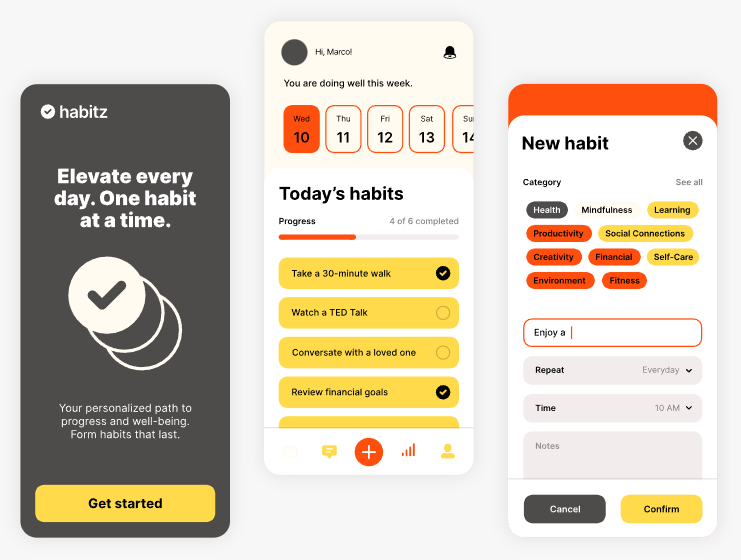 habitz
Elevate every
day. One habit
at a time.
Your personalized path to
progress and well-being.
Form habits that last.
Get started
Hi, Marco!
You are doing well this week.
Wed Thu Fri Sat Sun
10 11 12 13 14
Today's habits
Progress 4 of 6 completed
Take a 30-minute walk
Watch a TED Talk
Conversate with a loved one
Review financial goals
New habit
Category See all
Health Mindfulness Learning
Productivity Social Connections
Creativity Financial Self-Care
Environment Fitness
Enjoy a
Repeat Everyday
Time 10 AM
Notes
Cancel Confirm